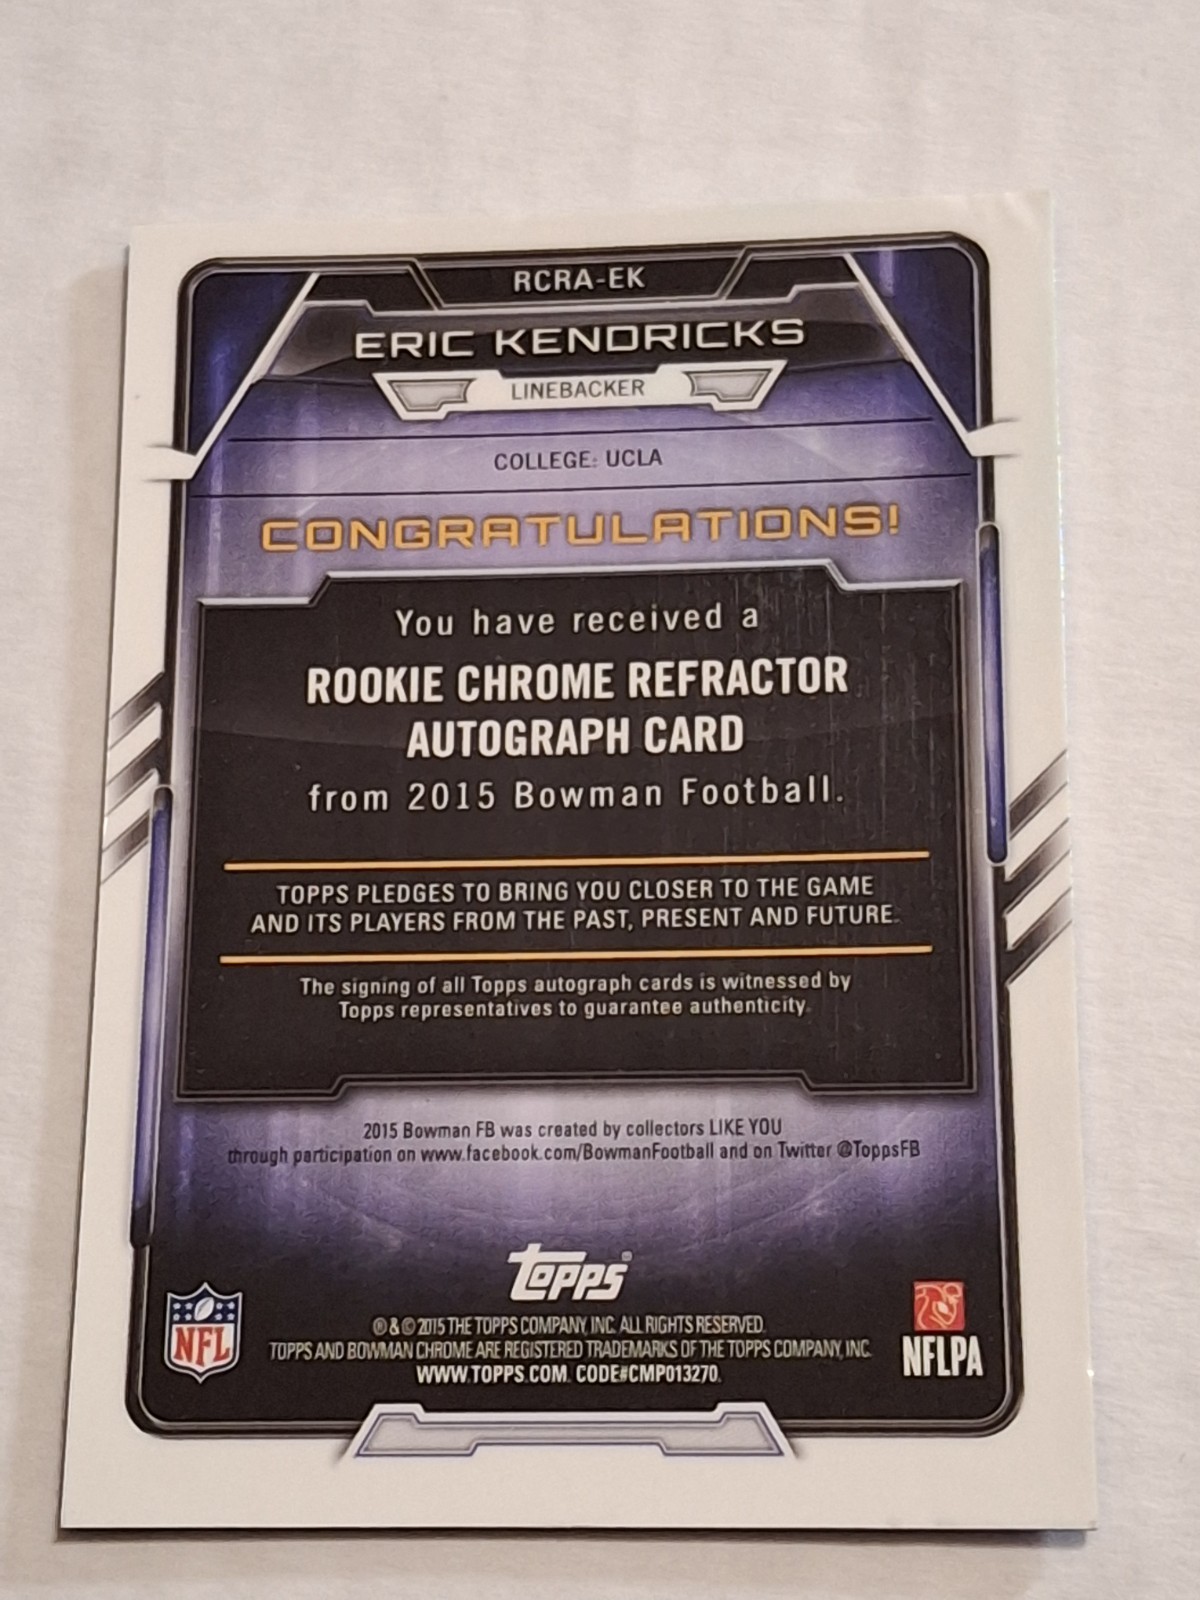 RCRA-EK
ERIC KENDRICKS
LINEBACKER
COLLEGE: UCLA
CONGRATULATIONS!
You have received a
ROOKIE CHROME REFRACTOR
AUTOGRAPH CARD
from 2015 Bowman Football.
TOPPS PLEDGES TO BRING YOU CLOSER TO THE GAME
AND ITS PLAYERS FROM THE PAST, PRESENT AND FUTURE.
The signing of all Topps autograph cards is witnessed by
Topps representatives to guarantee authenticity.
2015 Bowman FB was created by collectors LIKE YOU
through participation on www.facebook.com/BowmanFootball and on Twitter @ToppsFB
Topps®
NFL
® & © 2015 THE TOPPS COMPANY, INC. ALL RIGHTS RESERVED.
TOPPS AND BOWMAN CHROME ARE REGISTERED TRADEMARKS OF THE TOPPS COMPANY, INC.
WWW.TOPPS.COM. CODE#CMP013270.
NFLPA